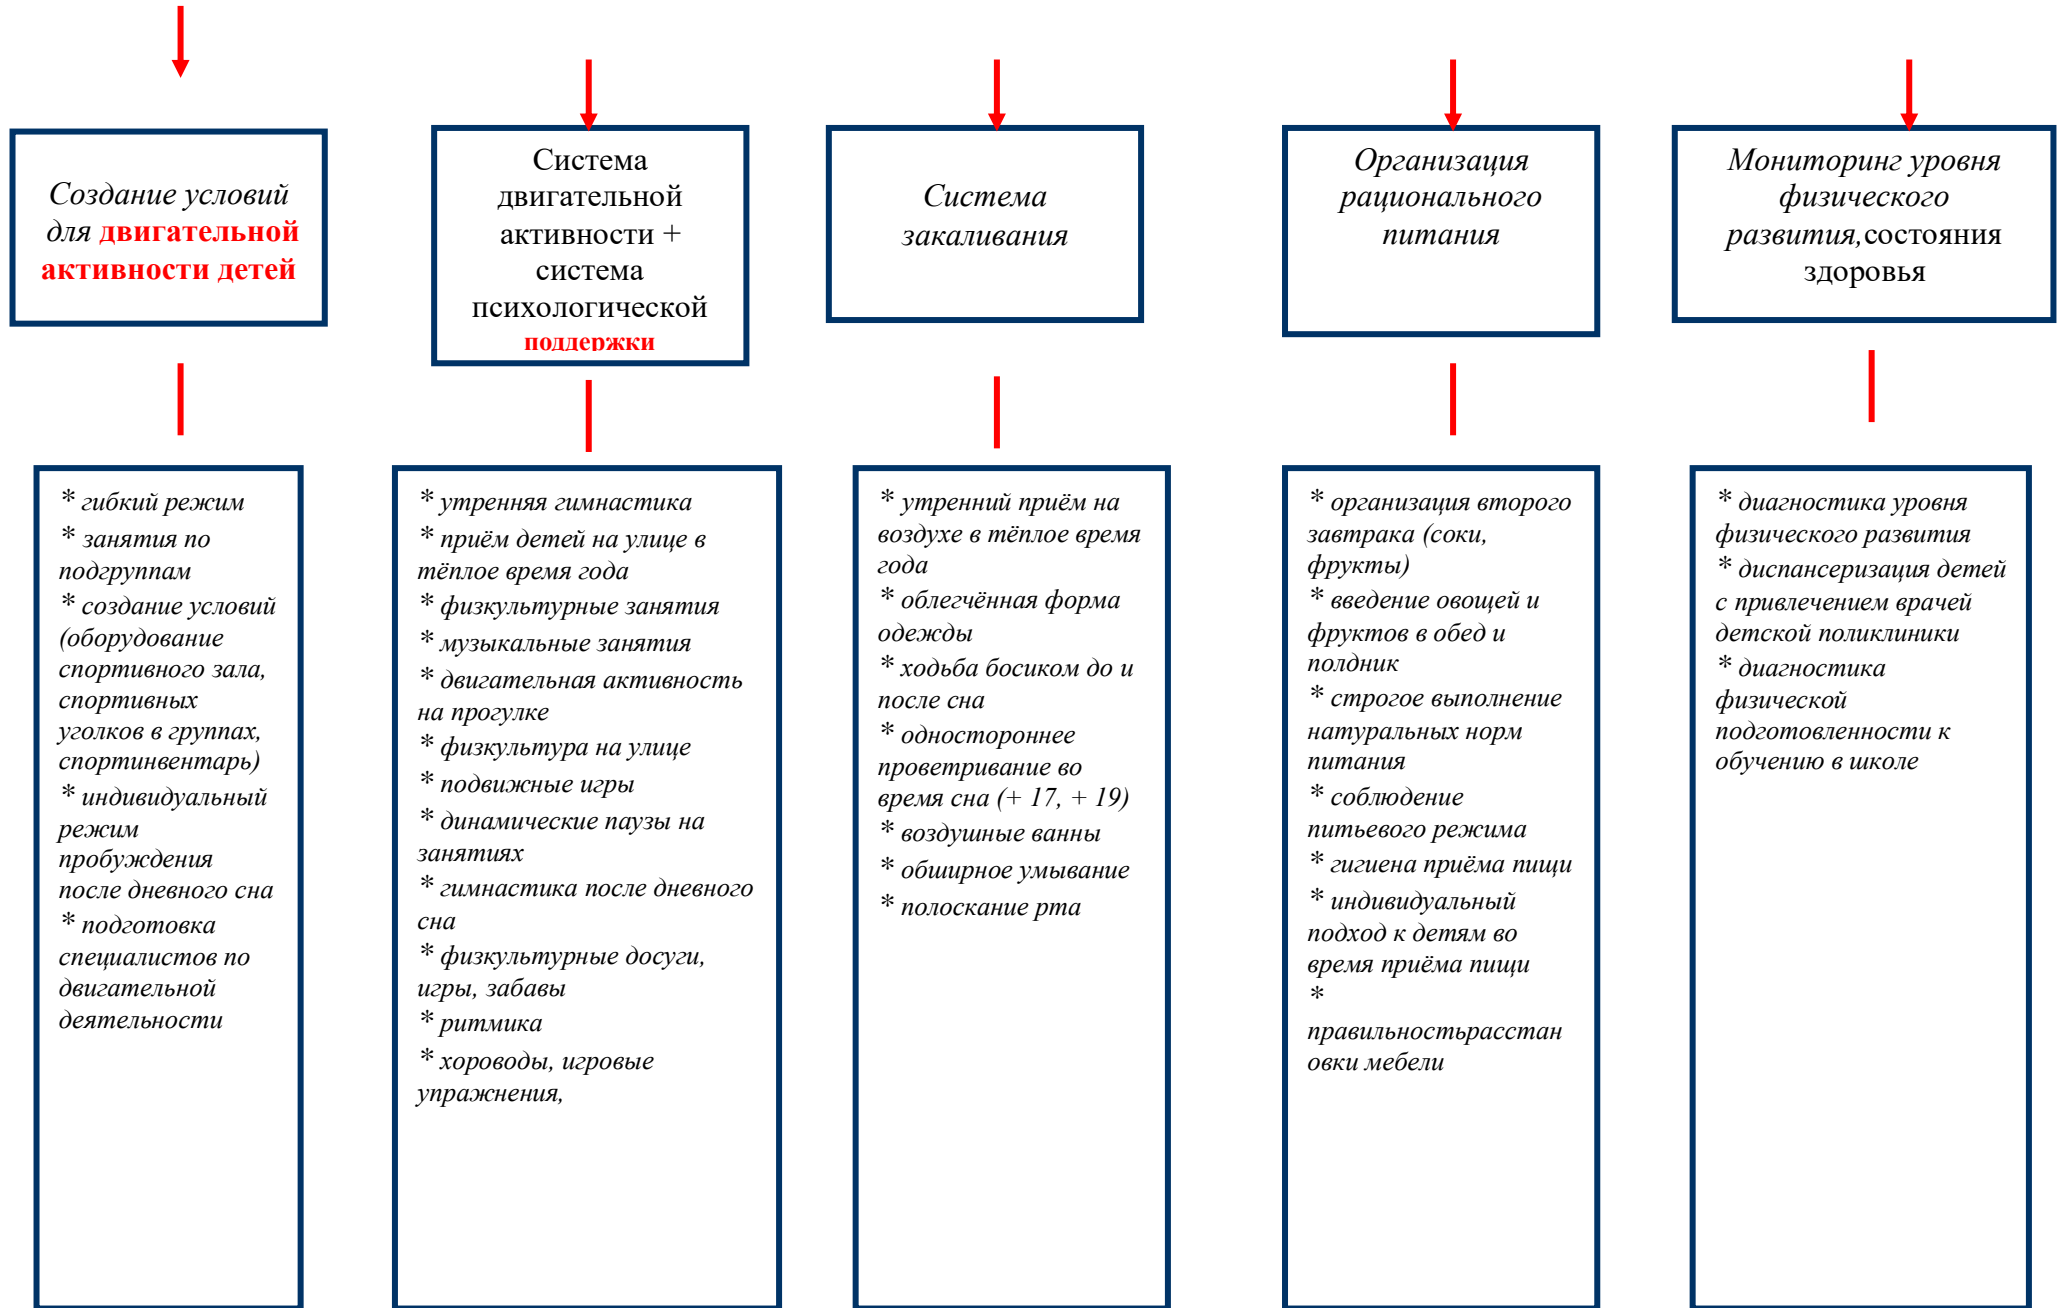 Создание условий
для двигательной
активности детей
Система
двигательной
активности +
система
психологической
поддержки
Система
закаливания
Организация
рационального
питания
Мониторинг уровня
физического
развития,состояния
здоровья
* гибкий режим
* занятия по
подгруппам
* создание условий
(оборудование
спортивного зала,
спортивных
уголков в группах,
спортинвентарь)
* индивидуальный
режим
пробуждения
после дневного сна
* подготовка
специалистов по
двигательной
деятельности
* утренняя гимнастика
* приём детей на улице в
тёплое время года
* физкультурные занятия
* музыкальные занятия
* двигательная активность
на прогулке
* физкультура на улице
* подвижные игры
* динамические паузы на
занятиях
* гимнастика после дневного
сна
* физкультурные досуги,
игры, забавы
* ритмика
* хороводы, игровые
упражнения,
* утренний приём на
воздухе в тёплое время
года
* облегчённая форма
одежды
* ходьба босиком до и
после сна
* одностороннее
проветривание во
время сна (+ 17, + 19)
* воздушные ванны
* обширное умывание
* полоскание рта
* организация второго
завтрака (соки,
фрукты)
* введение овощей и
фруктов в обед и
полдник
* строгое выполнение
натуральных норм
питания
* соблюдение
питьевого режима
* гигиена приёма пищи
* индивидуальный
подход к детям во
время приёма пищи
*
правильностьрасстан
овки мебели
* диагностика уровня
физического развития
* диспансеризация детей
с привлечением врачей
детской поликлиники
* диагностика
физической
подготовленности к
обучению в школе